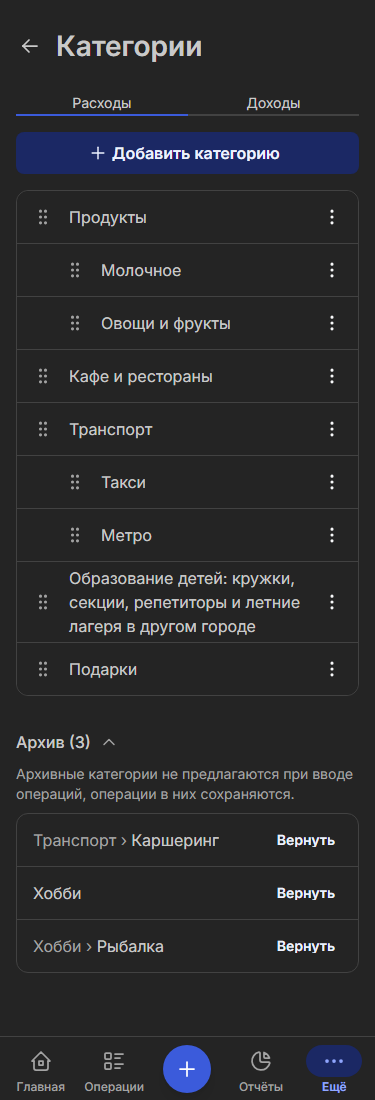 Категории
Расходы
Доходы
Добавить категорию
Продукты
Молочное
Овощи и фрукты
Кафе и рестораны
Транспорт
Такси
Метро
Образование детей: кружки,
секции, репетиторы и летние
лагеря в другом городе
Подарки
Архив (3)
Архивные категории не предлагаются при вводе
операций, операции в них сохраняются.
Транспорт › Каршеринг
Вернуть
Хобби
Вернуть
Хобби › Рыбалка
Вернуть
Главная
Операции
Отчёты
Ещё